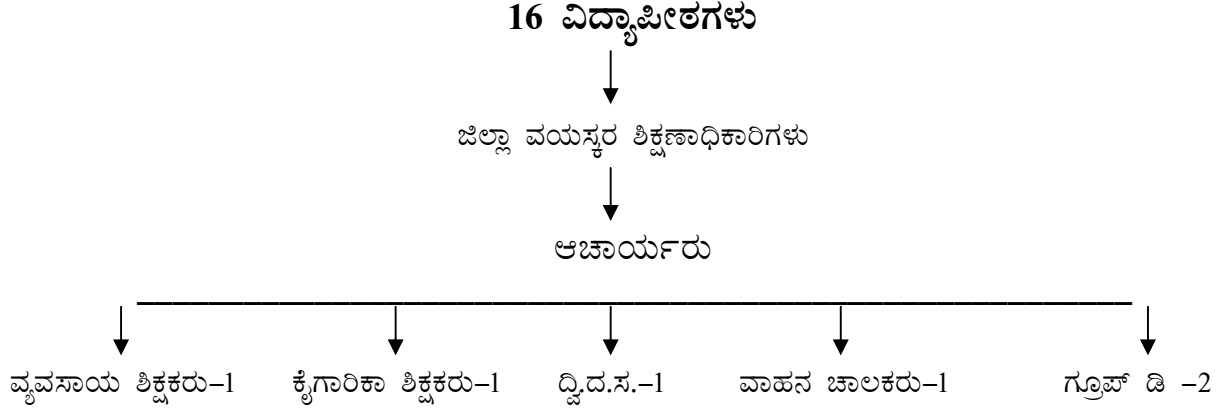 16 ವಿದ್ಯಾಪೀಠಗಳು
ಜಿಲ್ಲಾ ವಯಸ್ಕರ ಶಿಕ್ಷಣಾಧಿಕಾರಿಗಳು
ಆಚಾರ್ಯರು
ವ್ಯವಸಾಯ ಶಿಕ್ಷಕರು–1 ಕೈಗಾರಿಕಾ ಶಿಕ್ಷಕರು–1 ದ್ವಿ.ದ.ಸ.–1 ವಾಹನ ಚಾಲಕರು–1 ಗ್ರೂಪ್ ಡಿ –2